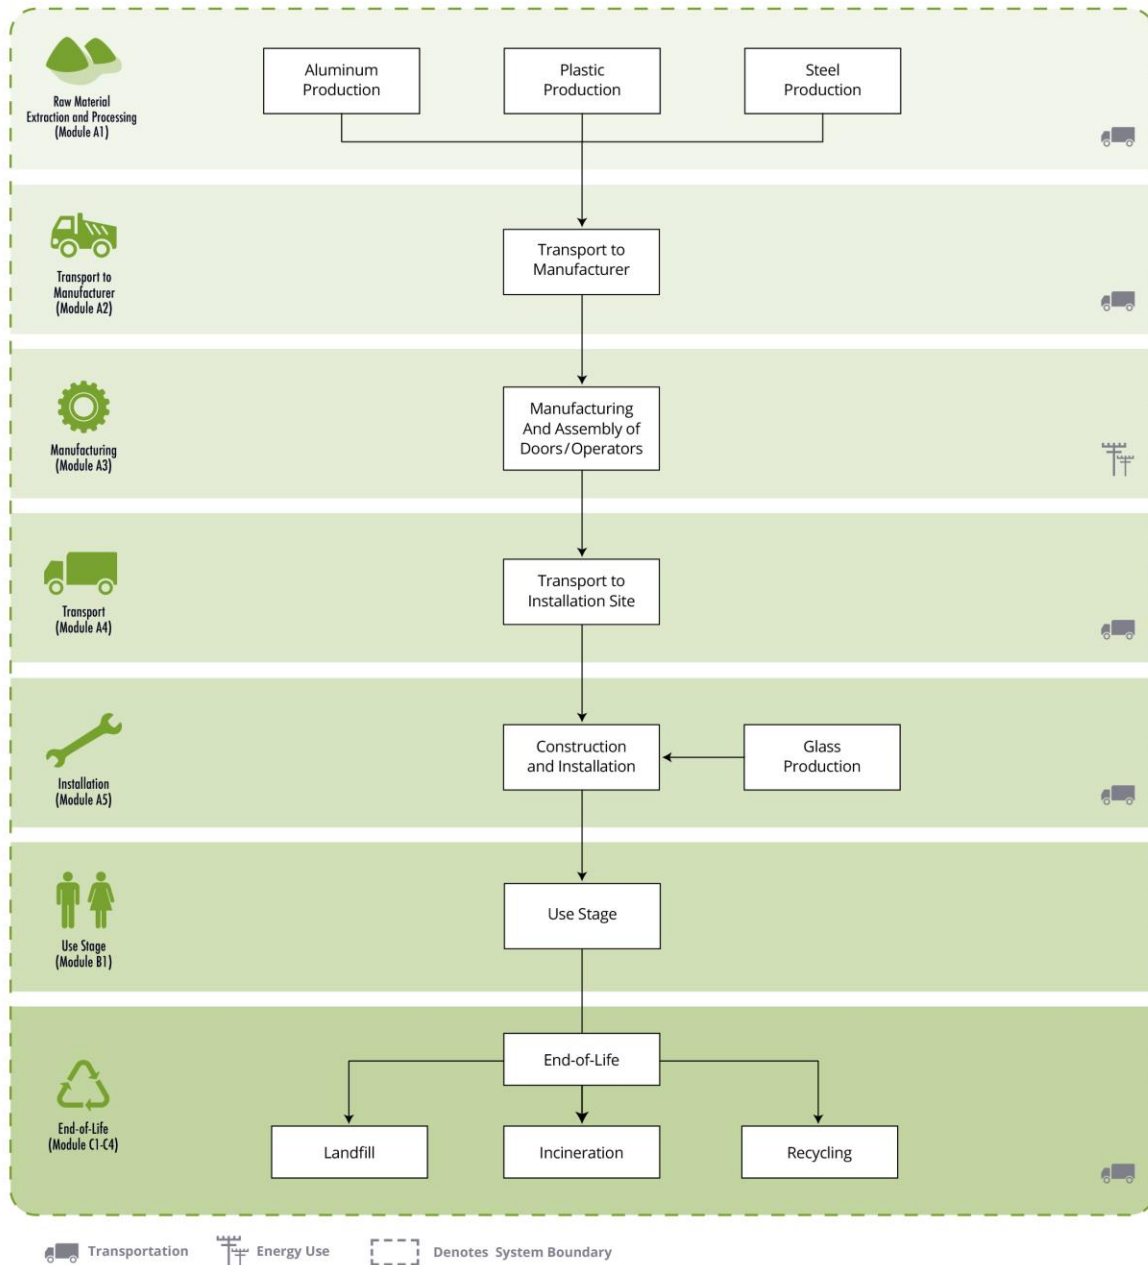 Raw Material
Extraction and Processing
(Module A1)
Aluminum
Production
Plastic
Production
Steel
Production
Transport to
Manufacturer
(Module A2)
Transport to
Manufacturer
Manufacturing
(Module A3)
Manufacturing
And Assembly of
Doors/Operators
Transport
(Module A4)
Transport to
Installation Site
Installation
(Module A5)
Construction
and Installation
Glass
Production
Use Stage
(Module B1)
Use Stage
End-of-Life
(Module C1-C4)
End-of-Life
Landfill
Incineration
Recycling
Transportation
Energy Use
Denotes System Boundary